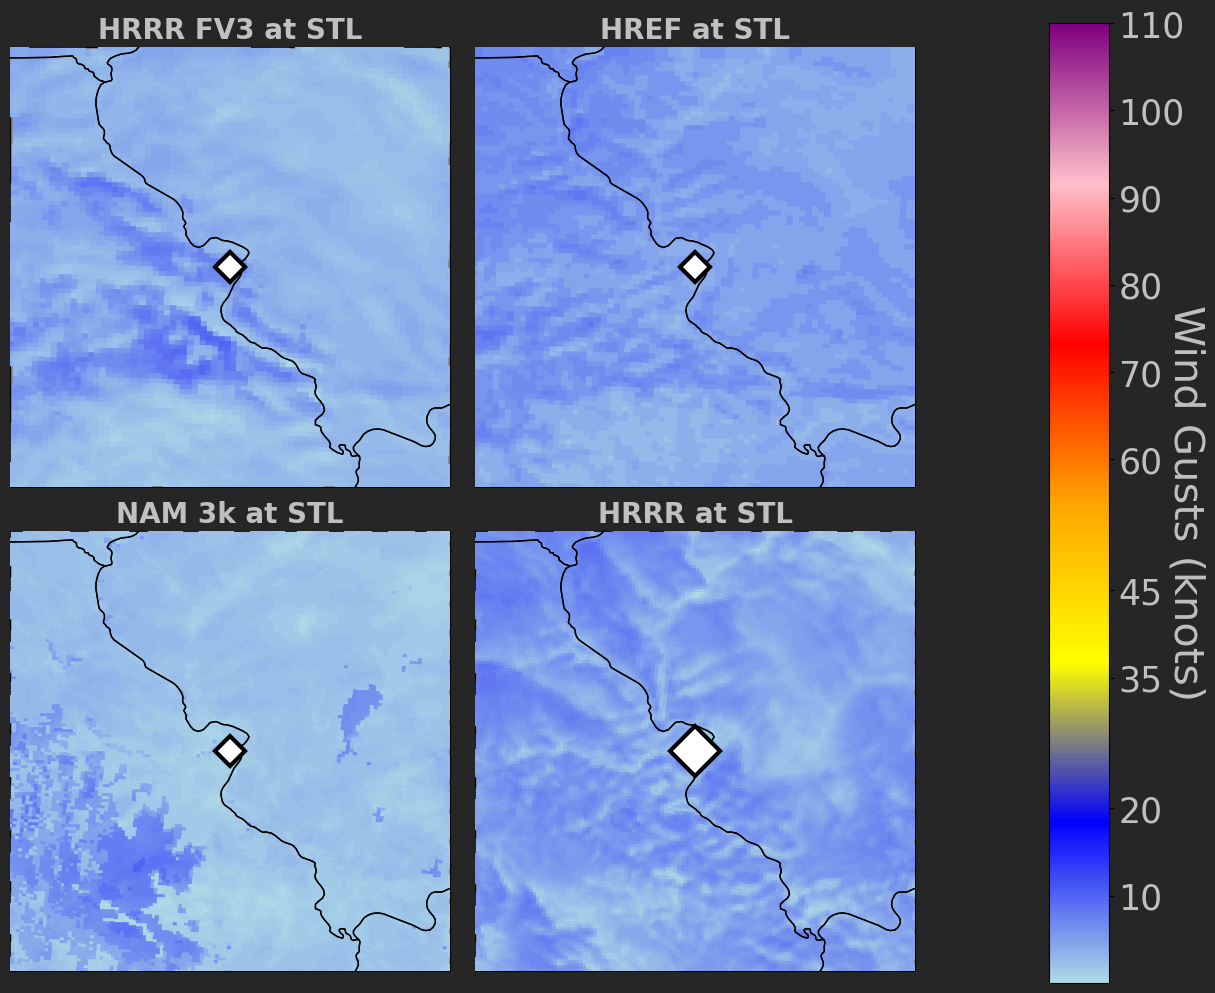 HRRR FV3 at STL
HREF at STL
NAM 3k at STL
HRRR at STL
110
100
90
80
70
60
45
35
20
10
Wind Gusts (knots)